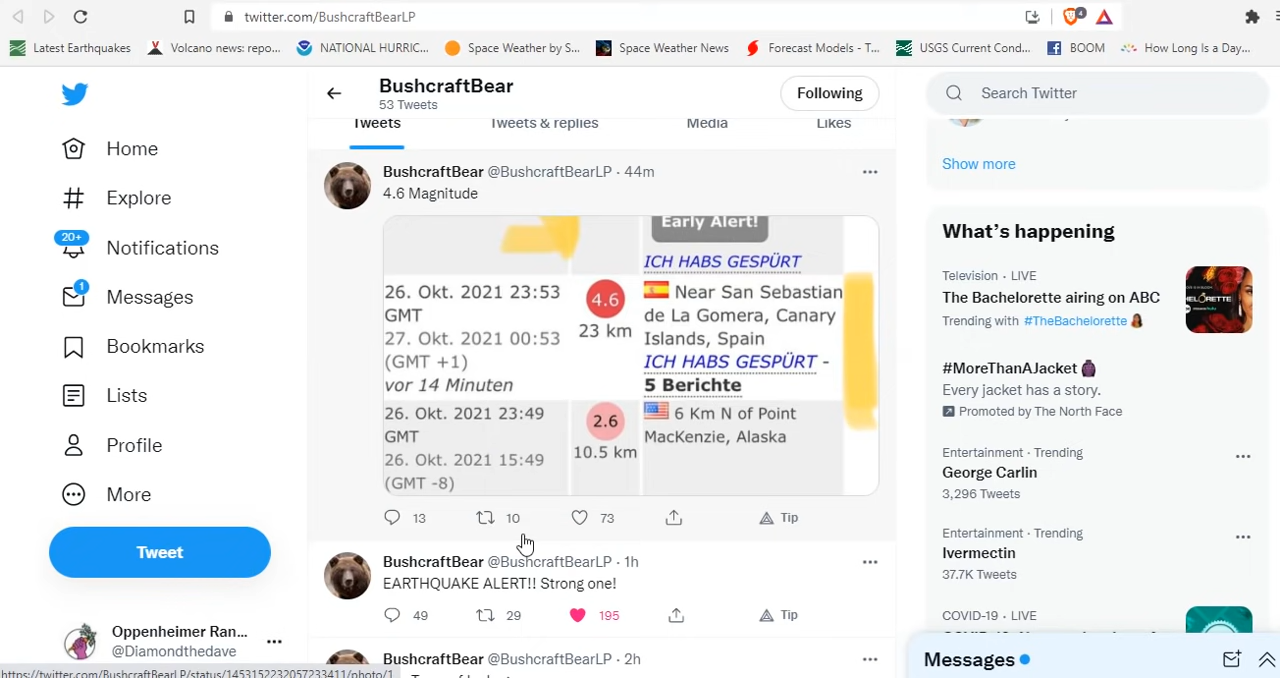 twitter.com/BushcraftBearLP
4
Latest Earthquakes
Volcano news: repo...
NATIONAL HURRIC...
Space Weather by S...
Space Weather News
Forecast Models - T...
USGS Current Cond...
BOOM
How Long Is a Day...
Home
Explore
20+
Notifications
1
Messages
Bookmarks
Lists
Profile
More
Tweet
Oppenheimer Ran...
@Diamondthedave
BushcraftBear
53 Tweets
Following
Tweets
Tweets & replies
Media
Likes
BushcraftBear @BushcraftBearLP · 44m
4.6 Magnitude
Early Alert!
ICH HABS GESPÜRT
26. Okt. 2021 23:53
GMT
27. Okt. 2021 00:53
(GMT +1)
vor 14 Minuten
4.6
23 km
Near San Sebastian
de La Gomera, Canary
Islands, Spain
ICH HABS GESPÜRT -
5 Berichte
26. Okt. 2021 23:49
GMT
26. Okt. 2021 15:49
(GMT -8)
2.6
10.5 km
6 Km N of Point
MacKenzie, Alaska
13
10
73
Tip
BushcraftBear @BushcraftBearLP · 1h
EARTHQUAKE ALERT!! Strong one!
49
29
195
Tip
BushcraftBear @BushcraftBearLP · 2h
Search Twitter
Show more
What's happening
Television · LIVE
The Bachelorette airing on ABC
Trending with #TheBachelorette
#MoreThanAJacket
Every jacket has a story.
Promoted by The North Face
Entertainment · Trending
George Carlin
3,296 Tweets
Entertainment · Trending
Ivermectin
37.7K Tweets
COVID-19 · LIVE
Messages
https://twitter.com/BushcraftBearLP/status/1453152232057233411/photo/1